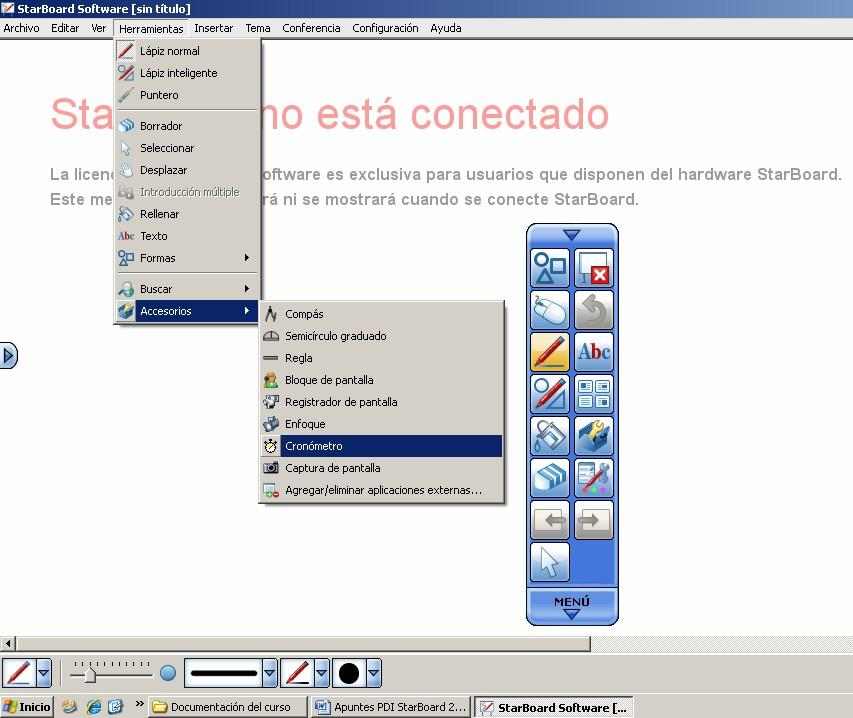 StarBoard Software [sin título]
Archivo Editar Ver Herramientas Insertar Tema Conferencia Configuración Ayuda
Lápiz normal
Lápiz inteligente
Puntero
Borrador
Seleccionar
Desplazar
Introducción múltiple
Rellenar
Abc Texto
Formas
Buscar
Accesorios
Compás
Semicírculo graduado
Regla
Bloque de pantalla
Registrador de pantalla
Enfoque
Cronómetro
Captura de pantalla
Agregar/eliminar aplicaciones externas...
Sta no está conectado
La licenc oftware es exclusiva para usuarios que disponen del hardware StarBoard.
Este me rá ni se mostrará cuando se conecte StarBoard.
Abc
MENÚ
Inicio » Documentación del curso Apuntes PDI StarBoard 2... StarBoard Software [...